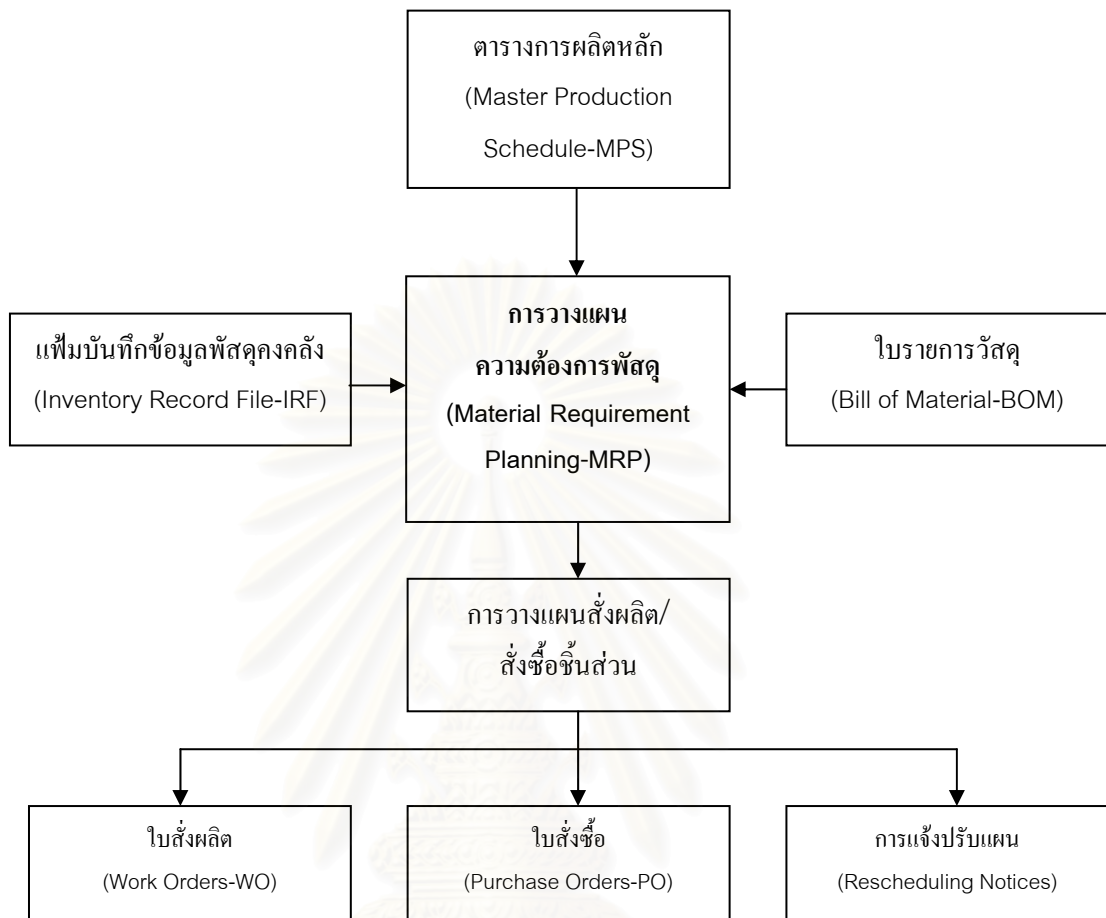 ตารางการผลิตหลัก
(Master Production
Schedule-MPS)
แฟ้มบันทึกข้อมูลพัสดุคงคลัง
(Inventory Record File-IRF)
การวางแผน
ความต้องการพัสดุ
(Material Requirement
Planning-MRP)
ใบรายการวัสดุ
(Bill of Material-BOM)
การวางแผนสั่งผลิต/
สั่งซื้อชิ้นส่วน
ใบสั่งผลิต
(Work Orders-WO)
ใบสั่งซื้อ
(Purchase Orders-PO)
การแจ้งปรับแผน
(Rescheduling Notices)